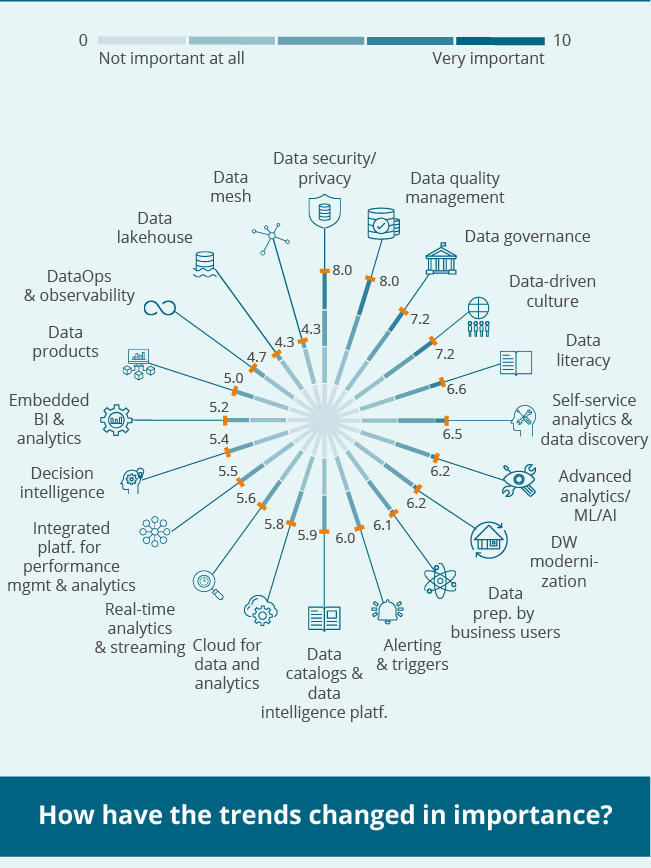 0
10
Not important at all
Very important
Data security/
privacy
8.0
Data quality
management
8.0
Data governance
7.2
Data-driven
culture
7.2
Data
literacy
6.6
Self-service
analytics &
data discovery
6.5
Advanced
analytics/
ML/AI
6.2
DW
moderni-
zation
6.2
Data
prep. by
business users
6.1
Alerting
& triggers
6.0
Data
catalogs &
data
intelligence platf.
5.9
Cloud for
data and
analytics
5.8
Real-time
analytics
& streaming
5.6
Integrated
platf. for
performance
mgmt & analytics
5.5
Decision
intelligence
5.4
Embedded
BI &
analytics
5.2
Data
products
5.0
DataOps
& observability
4.7
Data
lakehouse
4.3
Data
mesh
4.3
How have the trends changed in importance?